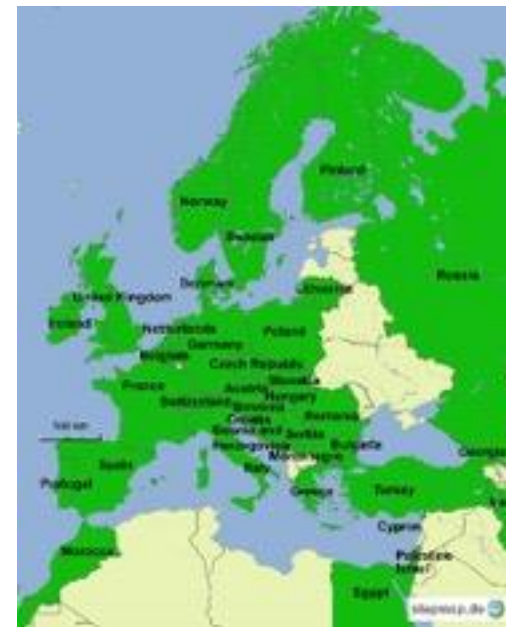 Finland
Norway
Sweden
Denmark
Lithuania
Russia
United Kingdom
Ireland
Netherlands
Poland
Germany
Belgium
Czech Republic
Slovakia
France
Austria
Hungary
Switzerland
Slovenia
Romania
Croatia
Bosnia and
Herzegovina
Serbia
Bulgaria
Montenegro
Italy
Georgia
Spain
Portugal
Greece
Turkey
Cyprus
Morocco
Palestine
Israel
Egypt
stepmap.de